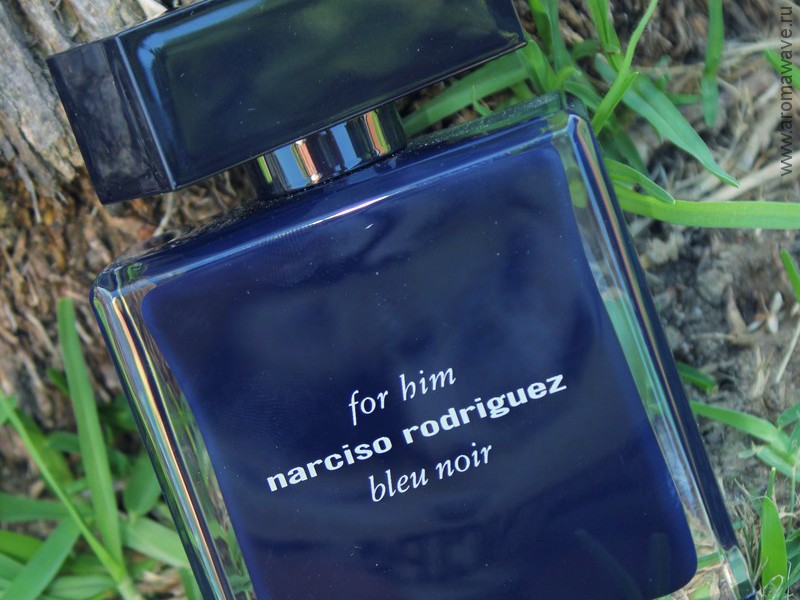 for him
narciso rodriguez
bleu noir
www.aromawave.ru